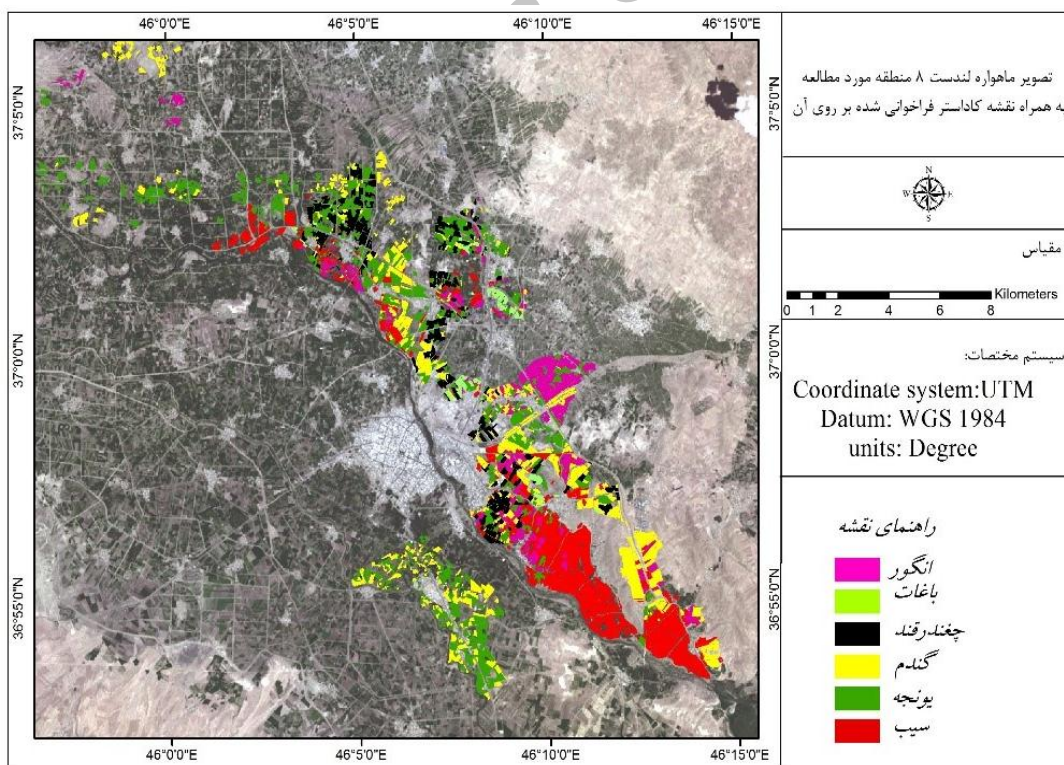 46°0'0"E 46°5'0"E 46°10'0"E 46°15'0"E
37°5'0"N 37°0'0"N 36°55'0"N
37°5'0"N 37°0'0"N 36°55'0"N
46°0'0"E 46°5'0"E 46°10'0"E 46°15'0"E
تصویر ماهواره لندست ۸ منطقه مورد مطالعه
به همراه نقشه کاداستر فراخوانی شده بر روی آن
N
W E
S
مقیاس
Kilometers
0 1 2 4 6 8
سیستم مختصات:
Coordinate system:UTM
Datum: WGS 1984
units: Degree
راهنمای نقشه
انگور
باغات
چغندرقند
گندم
یونجه
سیب